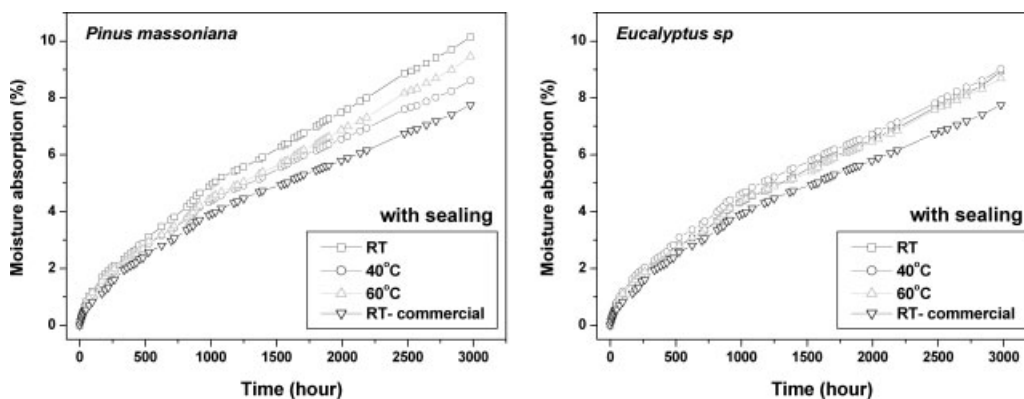 Pinus massoniana
Moisture absorption (%)
10
8
6
4
2
0
with sealing
RT
40°C
60°C
RT- commercial
0 500 1000 1500 2000 2500 3000
Time (hour)
Eucalyptus sp
Moisture absorption (%)
10
8
6
4
2
0
with sealing
RT
40°C
60°C
RT- commercial
0 500 1000 1500 2000 2500 3000
Time (hour)